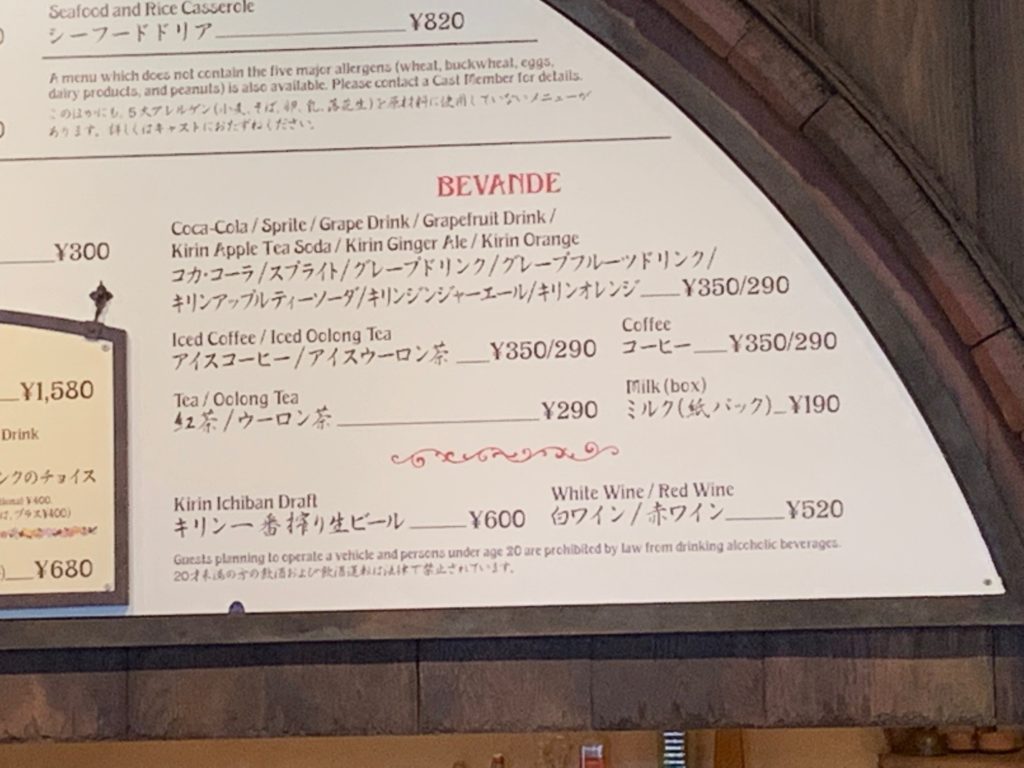 Seafood and Rice Casserole
シーフードドリア ¥820
A menu which does not contain the five major allergens (wheat, buckwheat, eggs,
dairy products, and peanuts) is also available. Please contact a Cast Member for details.
このほかにも、5大アレルゲン(小麦、そば、卵、乳、落花生)を原材料に使用していないメニューが
あります。詳しくはキャストにおたずねください。
¥300
¥1,580
Drink
ンクのチョイス
¥400
ば、プラス¥400)
¥680
BEVANDE
Coca-Cola / Sprite / Grape Drink / Grapefruit Drink /
Kirin Apple Tea Soda / Kirin Ginger Ale / Kirin Orange
コカ・コーラ/スプライト/グレープドリンク/グレープフルーツドリンク/
キリンアップルティーソーダ/キリンジンジャーエール/キリンオレンジ ¥350/290
Iced Coffee / Iced Oolong Tea
アイスコーヒー/アイスウーロン茶 ¥350/290
Coffee
コーヒー ¥350/290
Tea / Oolong Tea
紅茶/ウーロン茶 ¥290
Milk (box)
ミルク(紙パック) ¥190
Kirin Ichiban Draft
キリン一番搾り生ビール ¥600
White Wine / Red Wine
白ワイン/赤ワイン ¥520
Guests planning to operate a vehicle and persons under age 20 are prohibited by law from drinking alcoholic beverages.
20才未満の方の飲酒および飲酒運転は法律で禁止されています。